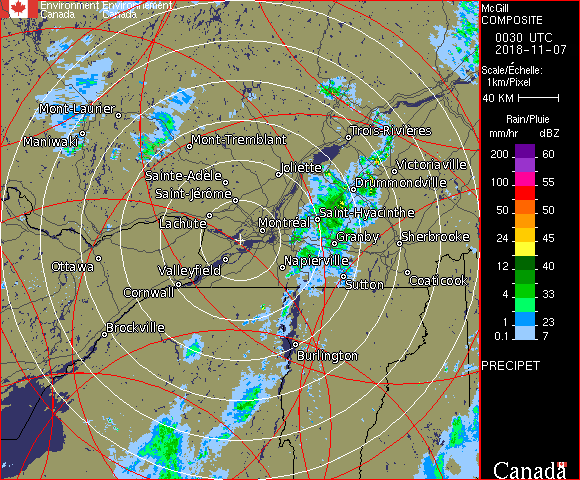 Environment Environnement
Canada Canada
Mont-Laurier
Maniwaki
Mont-Tremblant
Trois-Rivières
Sainte-Adèle
Joliette
Victoriaville
Saint-Jérôme
Drummondville
Lachute
Saint-Hyacinthe
Montréal
Granby
Sherbrooke
Ottawa
Valleyfield
Napierville
Cornwall
Sutton
Coaticook
Brockville
Burlington
McGill
COMPOSITE
0030 UTC
2018-11-07
Scale/Échelle:
1km/Pixel
40 KM
Rain/Pluie
mm/hr dBZ
200 60
100 55
50 50
24 45
12 40
4 33
1 23
0.1 7
PRECIPET
Canada